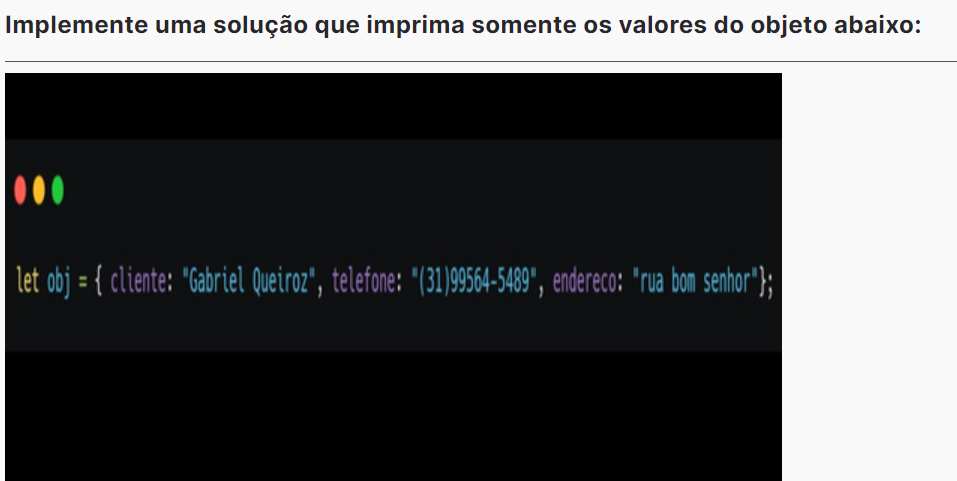 Implemente uma solução que imprima somente os valores do objeto abaixo:
let obj = { cliente: "Gabriel Queiroz", telefone: "(31)99564-5489", endereco: "rua bom senhor"};